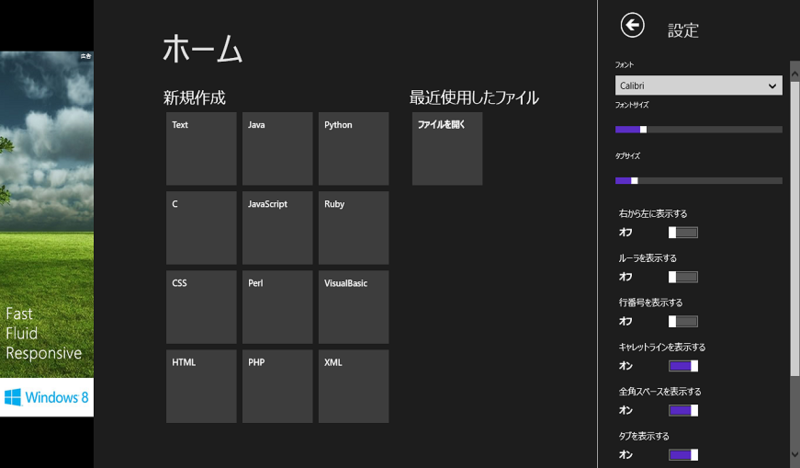 広告
Fast
Fluid
Responsive
Windows 8
ホーム
新規作成
Text
Java
Python
C
JavaScript
Ruby
CSS
Perl
VisualBasic
HTML
PHP
XML
最近使用したファイル
ファイルを開く
設定
フォント
Calibri
フォントサイズ
タブサイズ
右から左に表示する
オフ
ルーラを表示する
オフ
行番号を表示する
オフ
キャレットラインを表示する
オン
全角スペースを表示する
オン
タブを表示する
オン